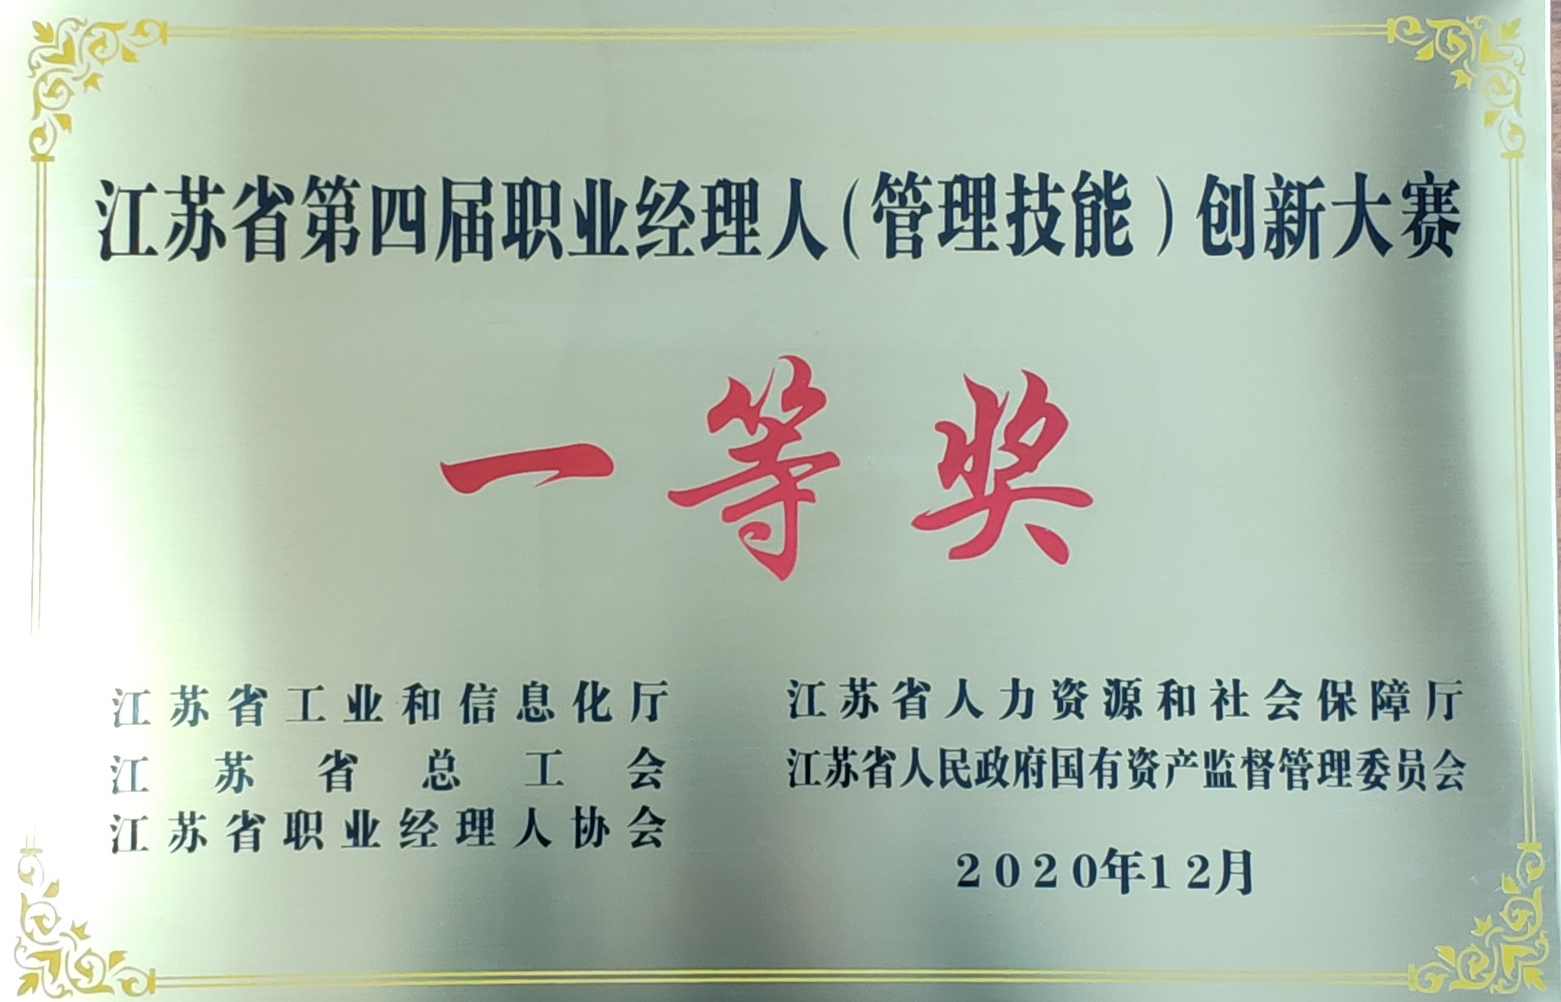 江苏省第四届职业经理人（管理技能）创新大赛
一等奖
江苏省工业和信息化厅
江苏省人力资源和社会保障厅
江苏省总工会
江苏省人民政府国有资产监督管理委员会
江苏省职业经理人协会
2020年12月